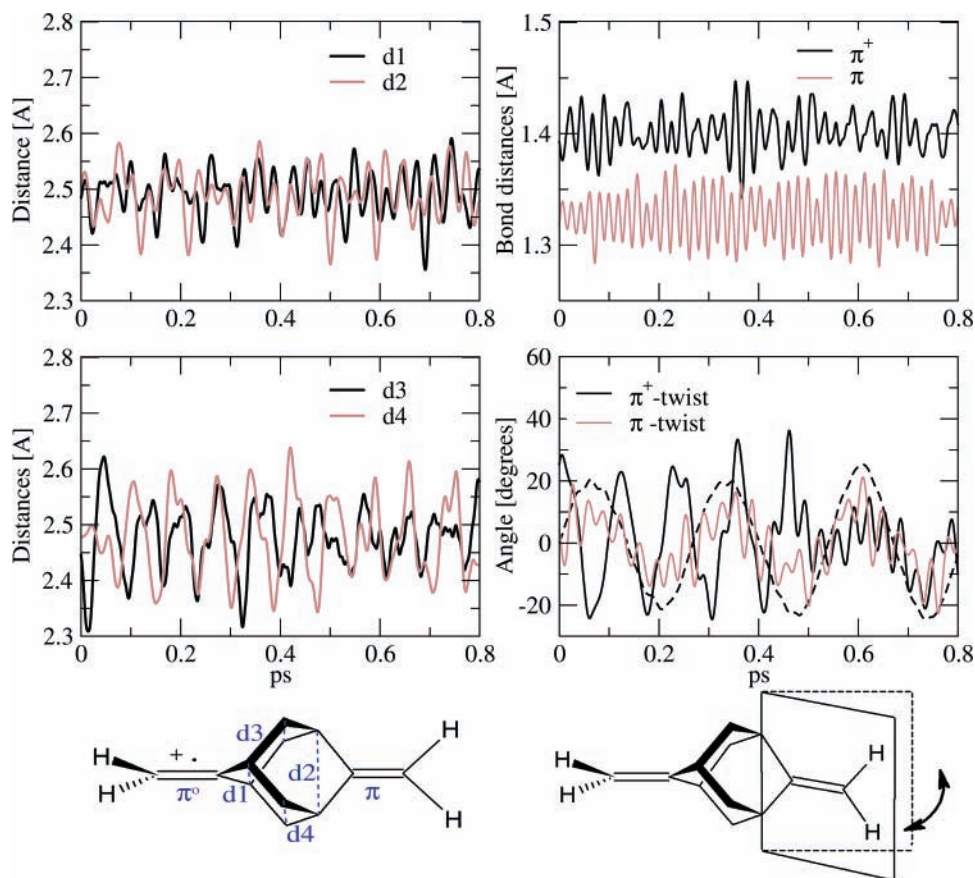 Distance [A]
2.8
2.7
2.6
2.5
2.4
2.3
d1
d2
0
0.2
0.4
0.6
0.8
Bond distances [A]
1.5
1.4
1.3
π+
π
0
0.2
0.4
0.6
0.8
Distances [A]
2.8
2.7
2.6
2.5
2.4
2.3
d3
d4
0
0.2
0.4
0.6
0.8
ps
Angle [degrees]
60
40
20
0
-20
π+-twist
π -twist
0
0.2
0.4
0.6
0.8
ps
H
H
+ .
π°
d3
d1
d2
d4
π
H
H
H
H
H
H